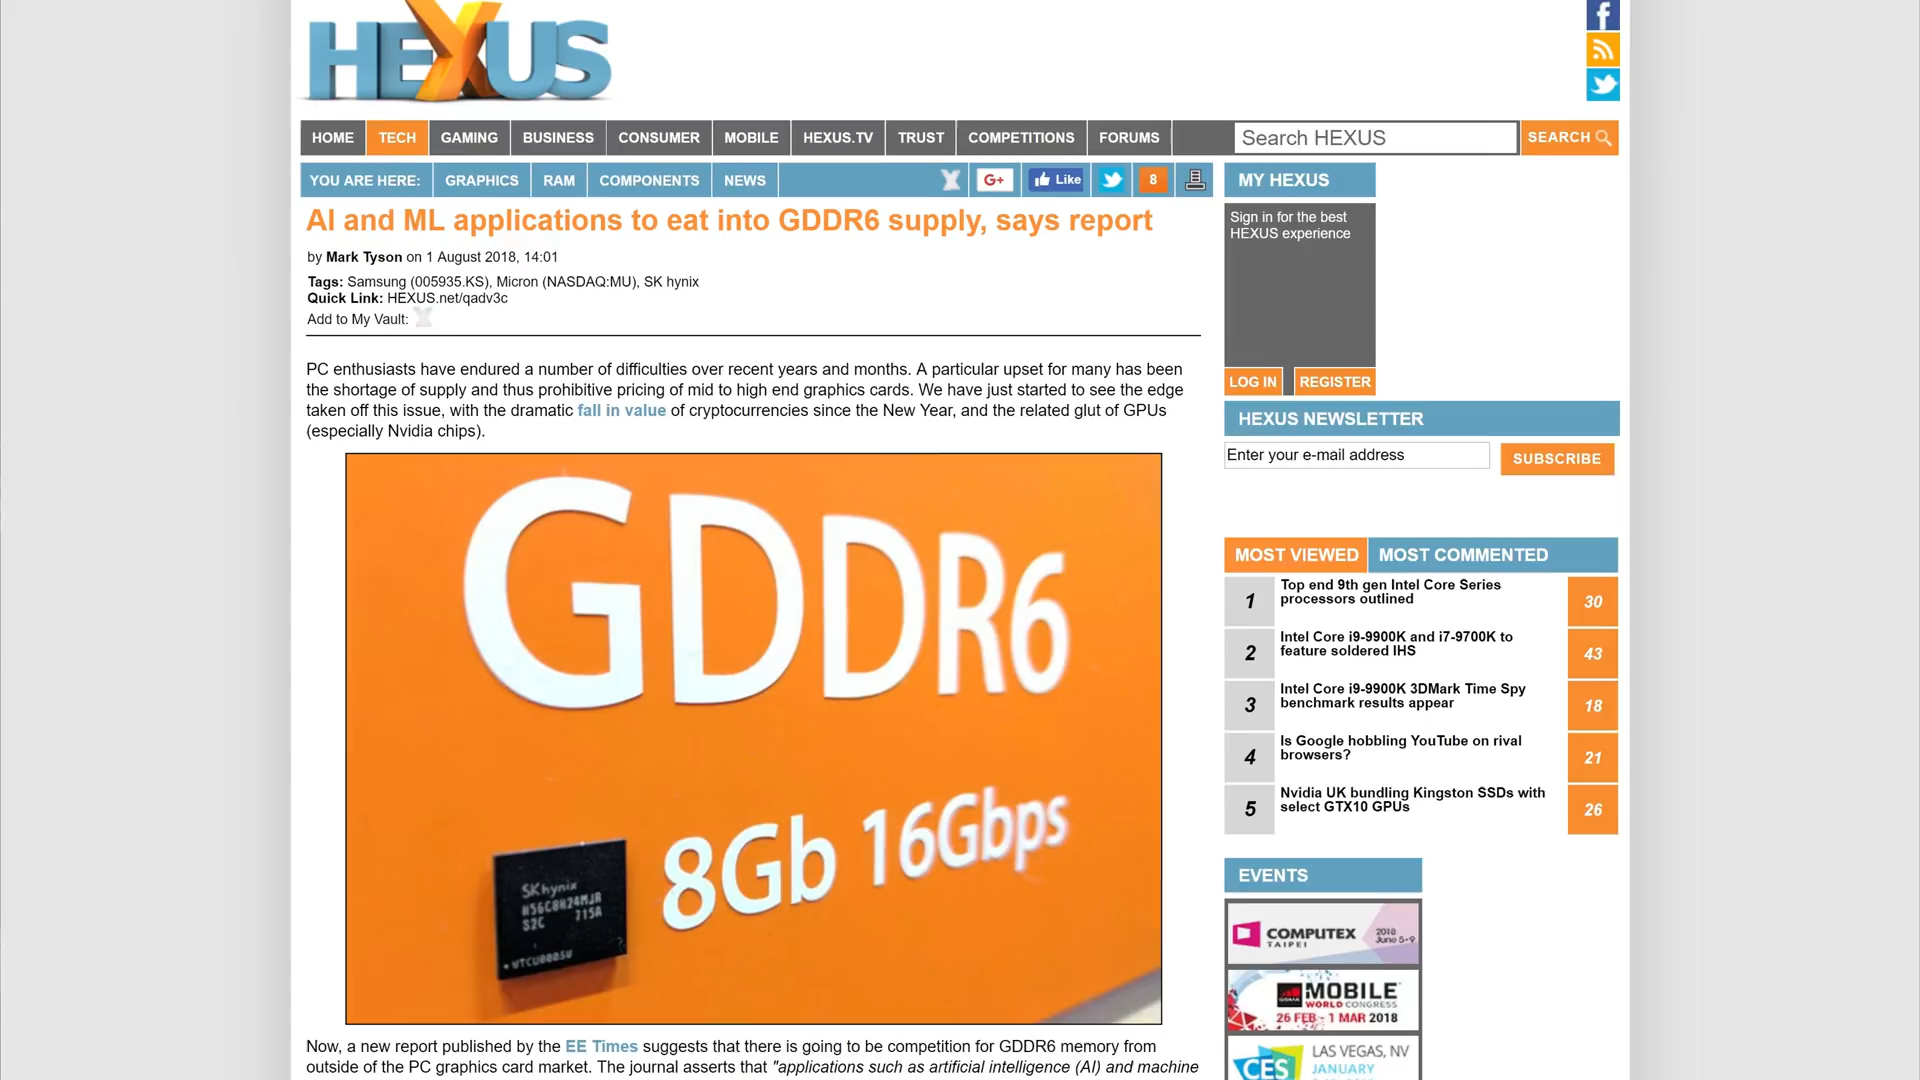 HEXUS
HOME TECH GAMING BUSINESS CONSUMER MOBILE HEXUS.TV TRUST COMPETITIONS FORUMS Search HEXUS SEARCH
YOU ARE HERE: GRAPHICS RAM COMPONENTS NEWS G+ Like 8
AI and ML applications to eat into GDDR6 supply, says report
by Mark Tyson on 1 August 2018, 14:01
Tags: Samsung (005935.KS), Micron (NASDAQ:MU), SK hynix
Quick Link: HEXUS.net/qadv3c
Add to My Vault:
PC enthusiasts have endured a number of difficulties over recent years and months. A particular upset for many has been
the shortage of supply and thus prohibitive pricing of mid to high end graphics cards. We have just started to see the edge
taken off this issue, with the dramatic fall in value of cryptocurrencies since the New Year, and the related glut of GPUs
(especially Nvidia chips).
GDDR6
8Gb 16Gbps
SKhynix
H56C8H24MJR
S2C 715A
Now, a new report published by the EE Times suggests that there is going to be competition for GDDR6 memory from
outside of the PC graphics card market. The journal asserts that "applications such as artificial intelligence (AI) and machine
MY HEXUS
Sign in for the best
HEXUS experience
LOG IN REGISTER
HEXUS NEWSLETTER
Enter your e-mail address SUBSCRIBE
MOST VIEWED MOST COMMENTED
1 Top end 9th gen Intel Core Series
processors outlined 30
2 Intel Core i9-9900K and i7-9700K to
feature soldered IHS 43
3 Intel Core i9-9900K 3DMark Time Spy
benchmark results appear 18
4 Is Google hobbling YouTube on rival
browsers? 21
5 Nvidia UK bundling Kingston SSDs with
select GTX10 GPUs 26
EVENTS
COMPUTEX 2018
TAIPEI June 5-9
GSMA MOBILE
WORLD CONGRESS
26 FEB - 1 MAR 2018
CES LAS VEGAS, NV
JANUARY